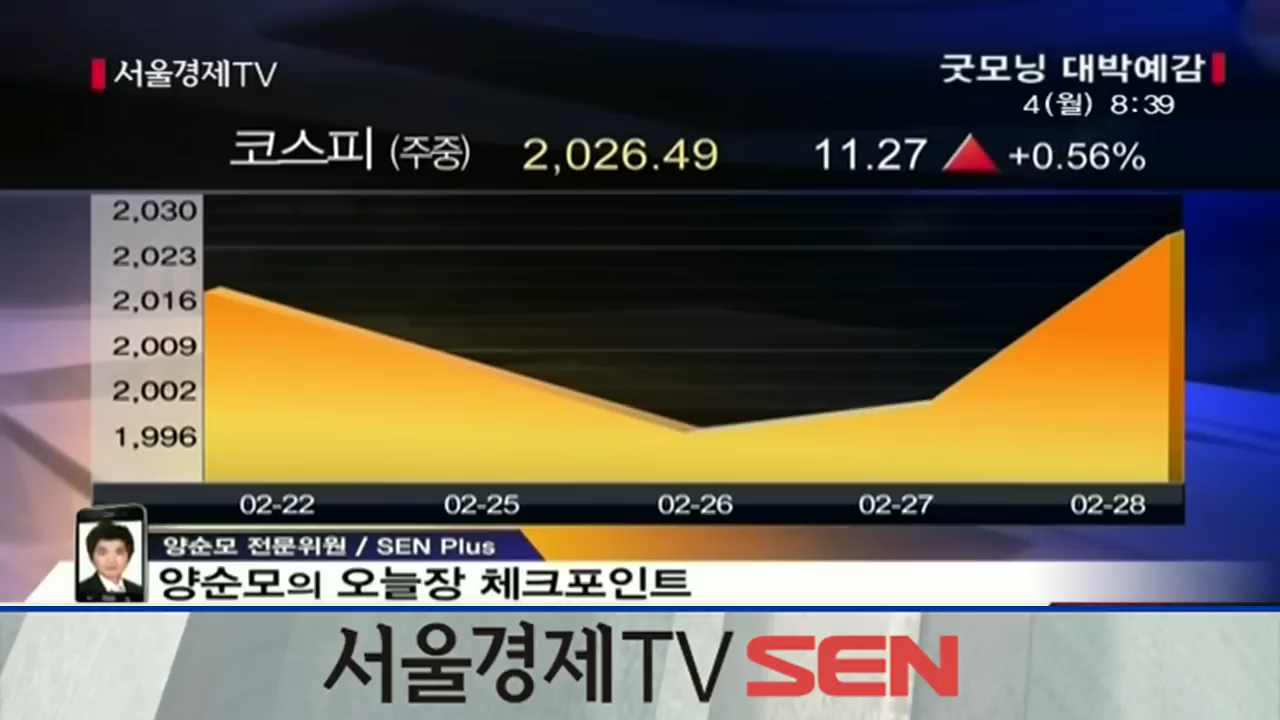 서울경제TV
굿모닝 대박예감
4(월) 8:39
코스피 (주중) 2,026.49 11.27 ▲ +0.56%
2,030
2,023
2,016
2,009
2,002
1,996
02-22 02-25 02-26 02-27 02-28
양순모 전문위원 / SEN Plus
양순모의 오늘장 체크포인트
서울경제TV SEN